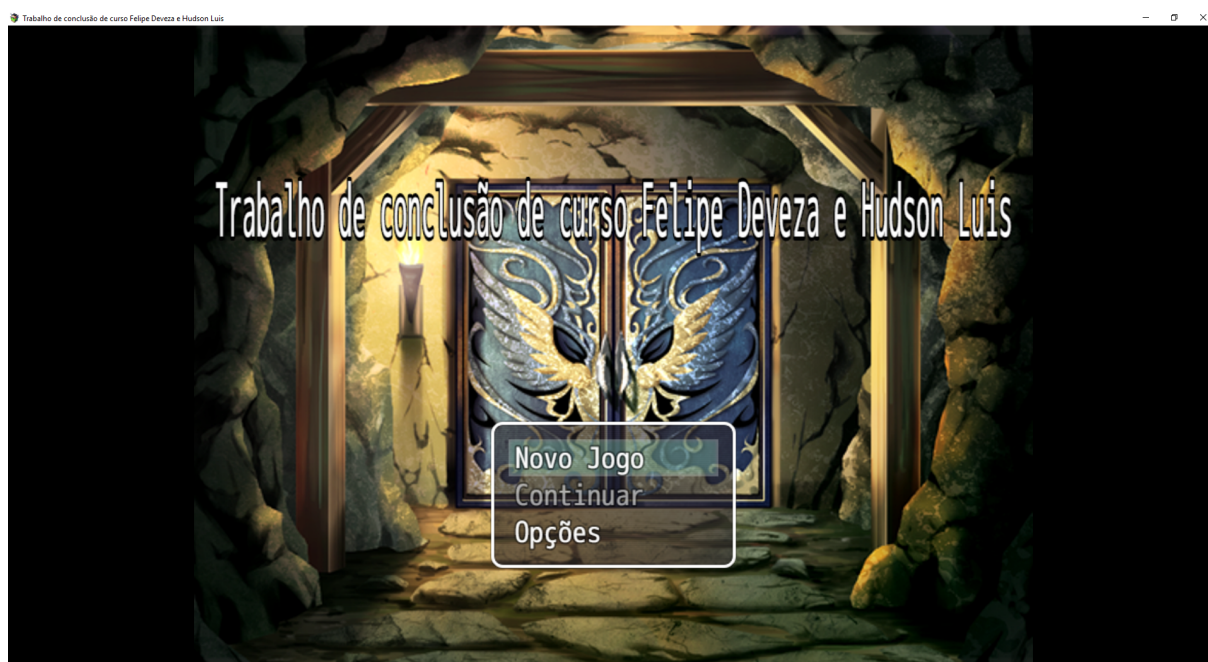 Trabalho de conclusão de curso Felipe Deveza e Hudson Luis
Trabalho de conclusão de curso Felipe Deveza e Hudson Luis
Novo Jogo
Continuar
Opções